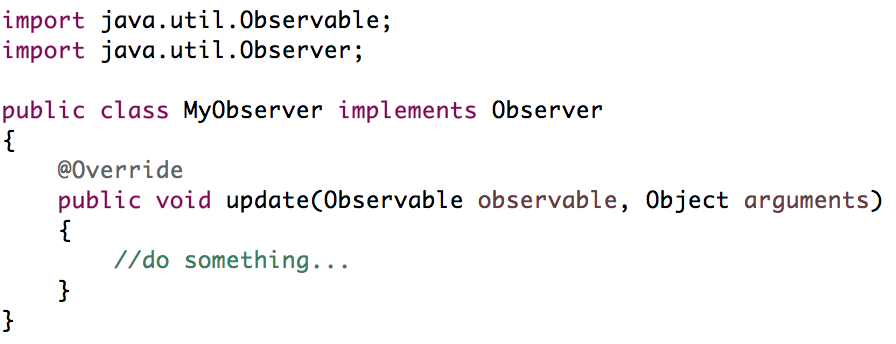 import java.util.Observable;
import java.util.Observer;
public class MyObserver implements Observer
{
@Override
public void update(Observable observable, Object arguments)
{
//do something...
}
}